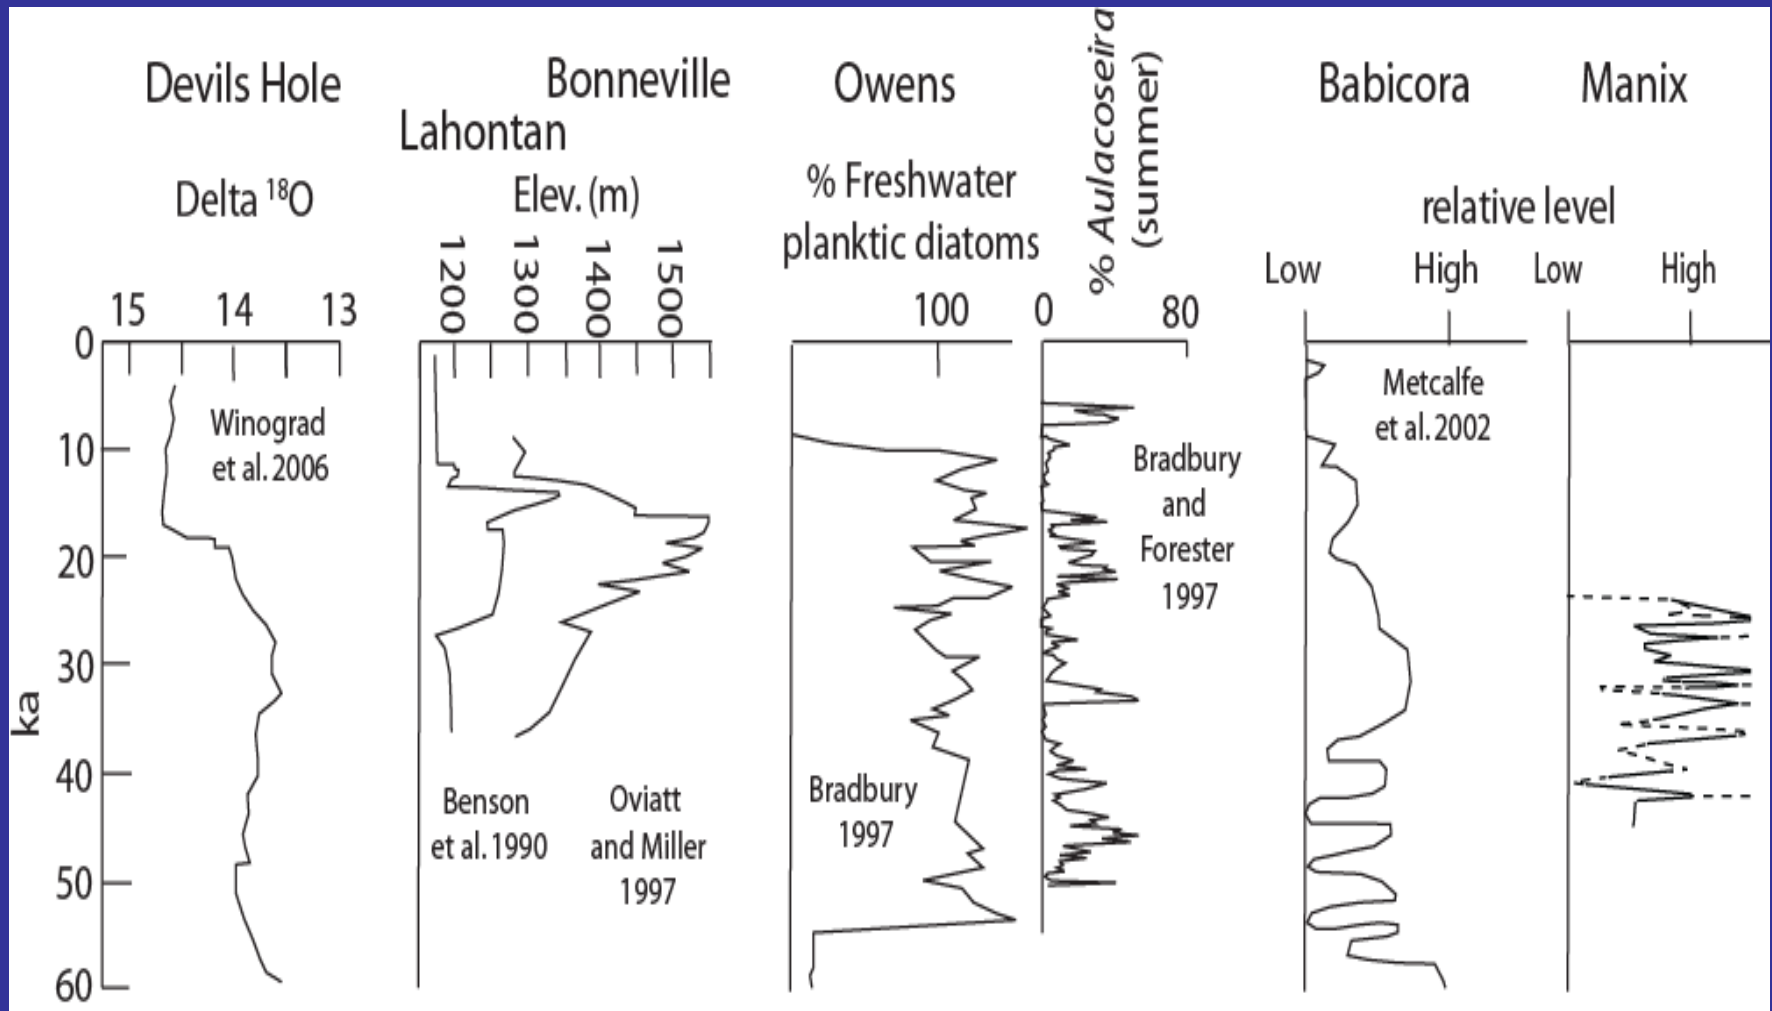 Devils Hole
Lahontan
Bonneville
Owens
% Aulacoseira
(summer)
Babicora
Manix
Delta ¹⁸O
Elev. (m)
% Freshwater
planktic diatoms
relative level
15 14 13
1200 1300 1400 1500
100
0 80
Low High
Low High
ka
0
10
20
30
40
50
60
Winograd
et al. 2006
Benson
et al. 1990
Oviatt
and Miller
1997
Bradbury
1997
Bradbury
and
Forester
1997
Metcalfe
et al. 2002